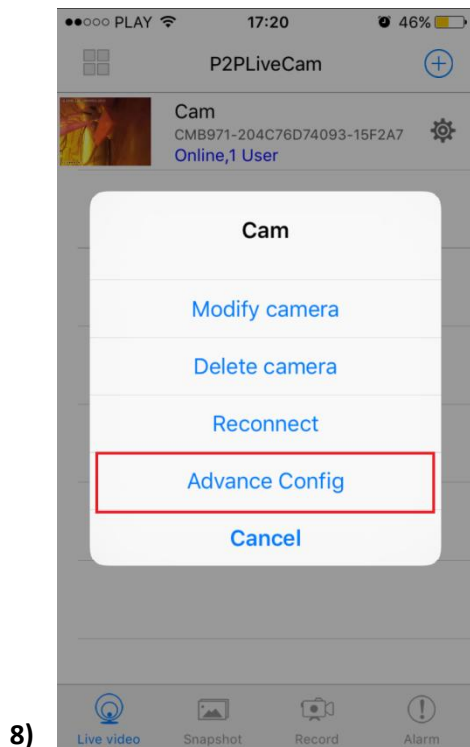 PLAY 17:20 46%
P2PLiveCam
Cam
CMB971-204C76D74093-15F2A7
Online,1 User
Cam
Modify camera
Delete camera
Reconnect
Advance Config
Cancel
8)
Live video Snapshot Record Alarm